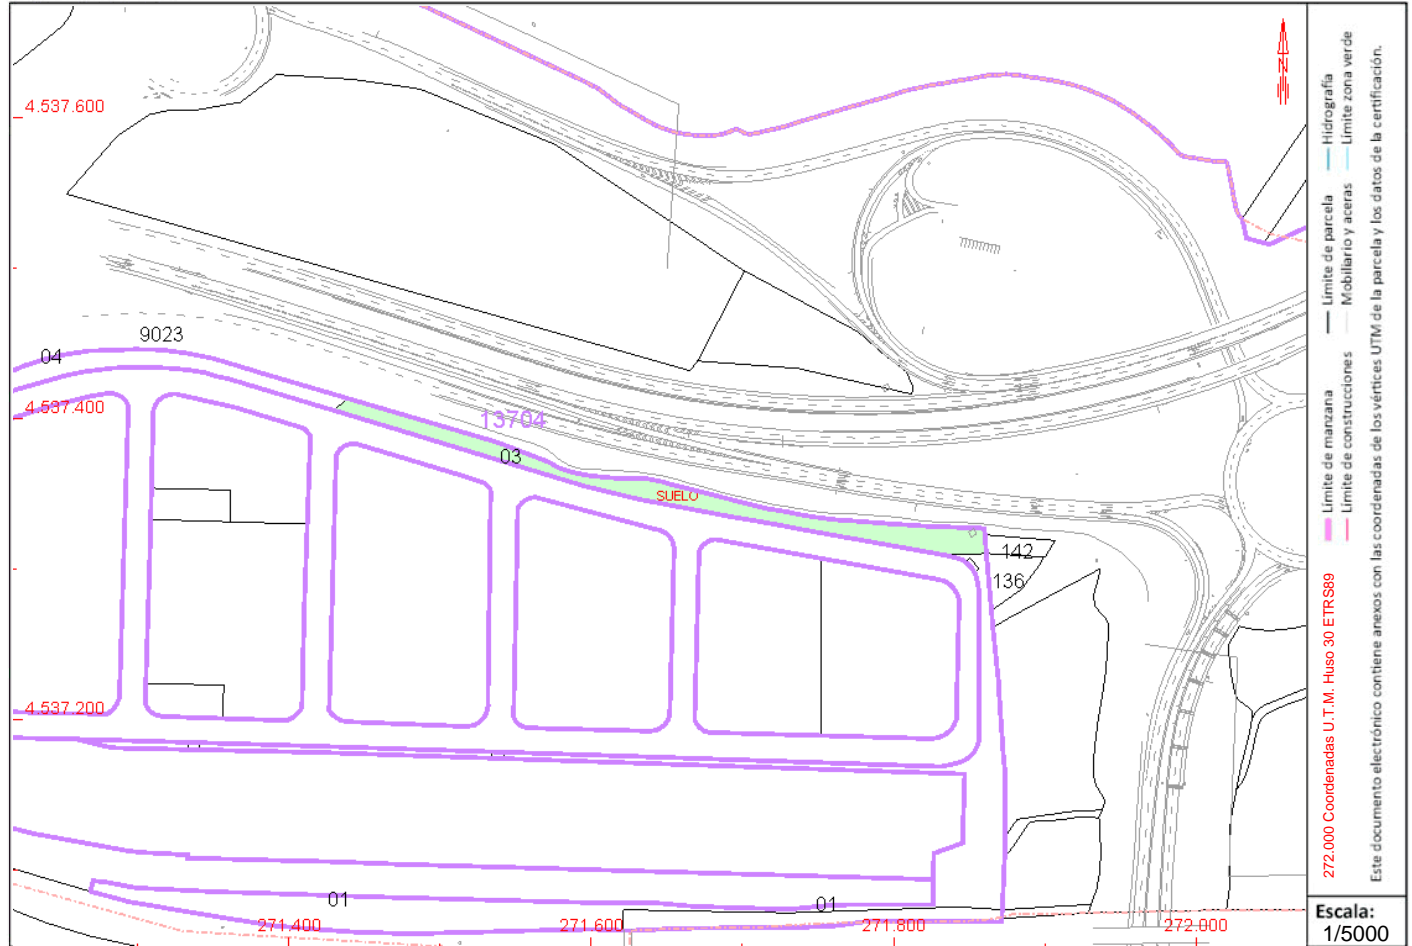 4.537.600
9023
04
4.537.400
13704
03
SUELO
142
136
4.537.200
01
01
271.400
271.600
271.800
272.000
N
Límite de manzana
Límite de parcela
Hidrografía
Límite de construcciones
Mobiliario y aceras
Límite zona verde
272.000 Coordenadas U.T.M. Huso 30 ETRS89
Este documento electrónico contiene anexos con las coordenadas de los vértices UTM de la parcela y los datos de la certificación.
Escala:
1/5000